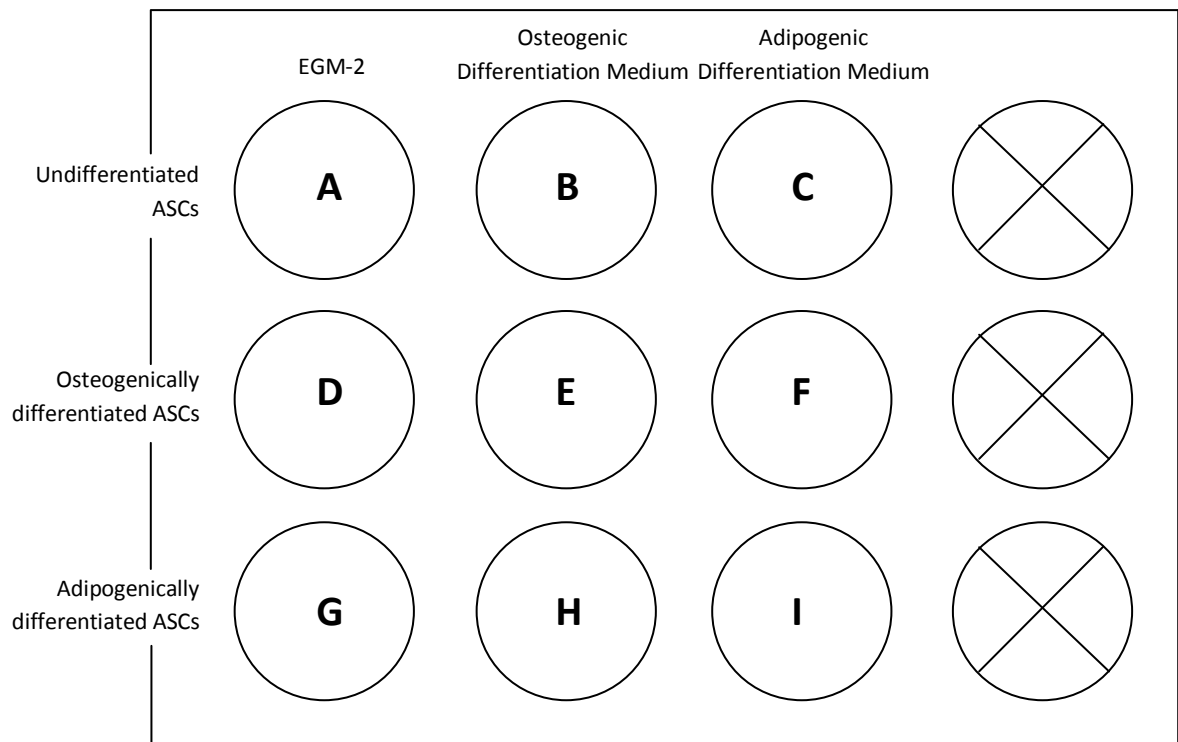 EGM-2
Osteogenic
Differentiation Medium
Adipogenic
Differentiation Medium
Undifferentiated
ASCs
A
B
C
Osteogenically
differentiated ASCs
D
E
F
Adipogenically
differentiated ASCs
G
H
I